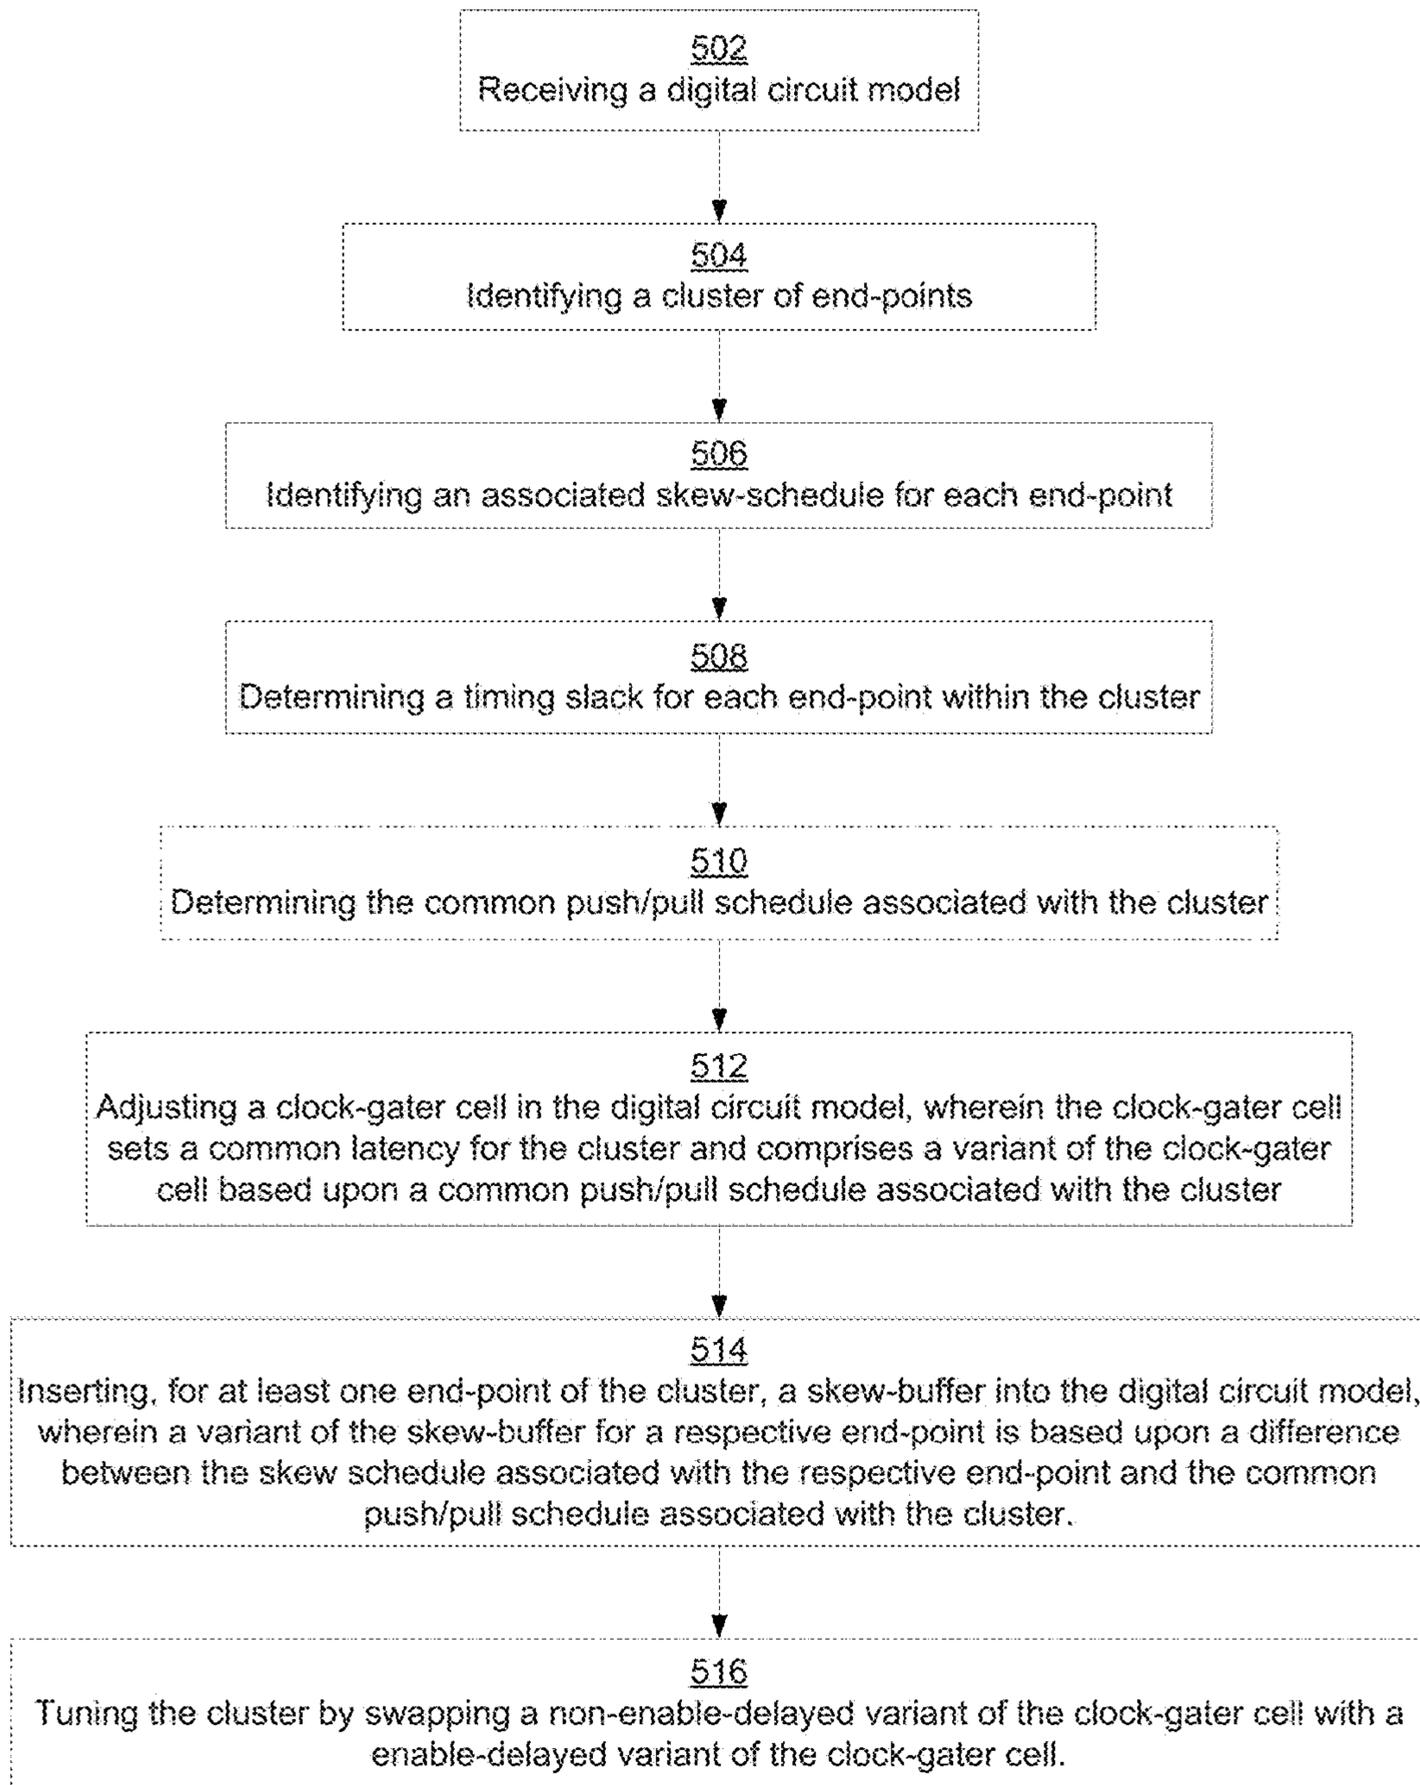 502
Receiving a digital circuit model
504
Identifying a cluster of end-points
506
Identifying an associated skew-schedule for each end-point
508
Determining a timing slack for each end-point within the cluster
510
Determining the common push/pull schedule associated with the cluster
512
Adjusting a clock-gater cell in the digital circuit model, wherein the clock-gater cell
sets a common latency for the cluster and comprises a variant of the clock-gater
cell based upon a common push/pull schedule associated with the cluster
514
Inserting, for at least one end-point of the cluster, a skew-buffer into the digital circuit model,
wherein a variant of the skew-buffer for a respective end-point is based upon a difference
between the skew schedule associated with the respective end-point and the common
push/pull schedule associated with the cluster.
516
Tuning the cluster by swapping a non-enable-delayed variant of the clock-gater cell with a
enable-delayed variant of the clock-gater cell.